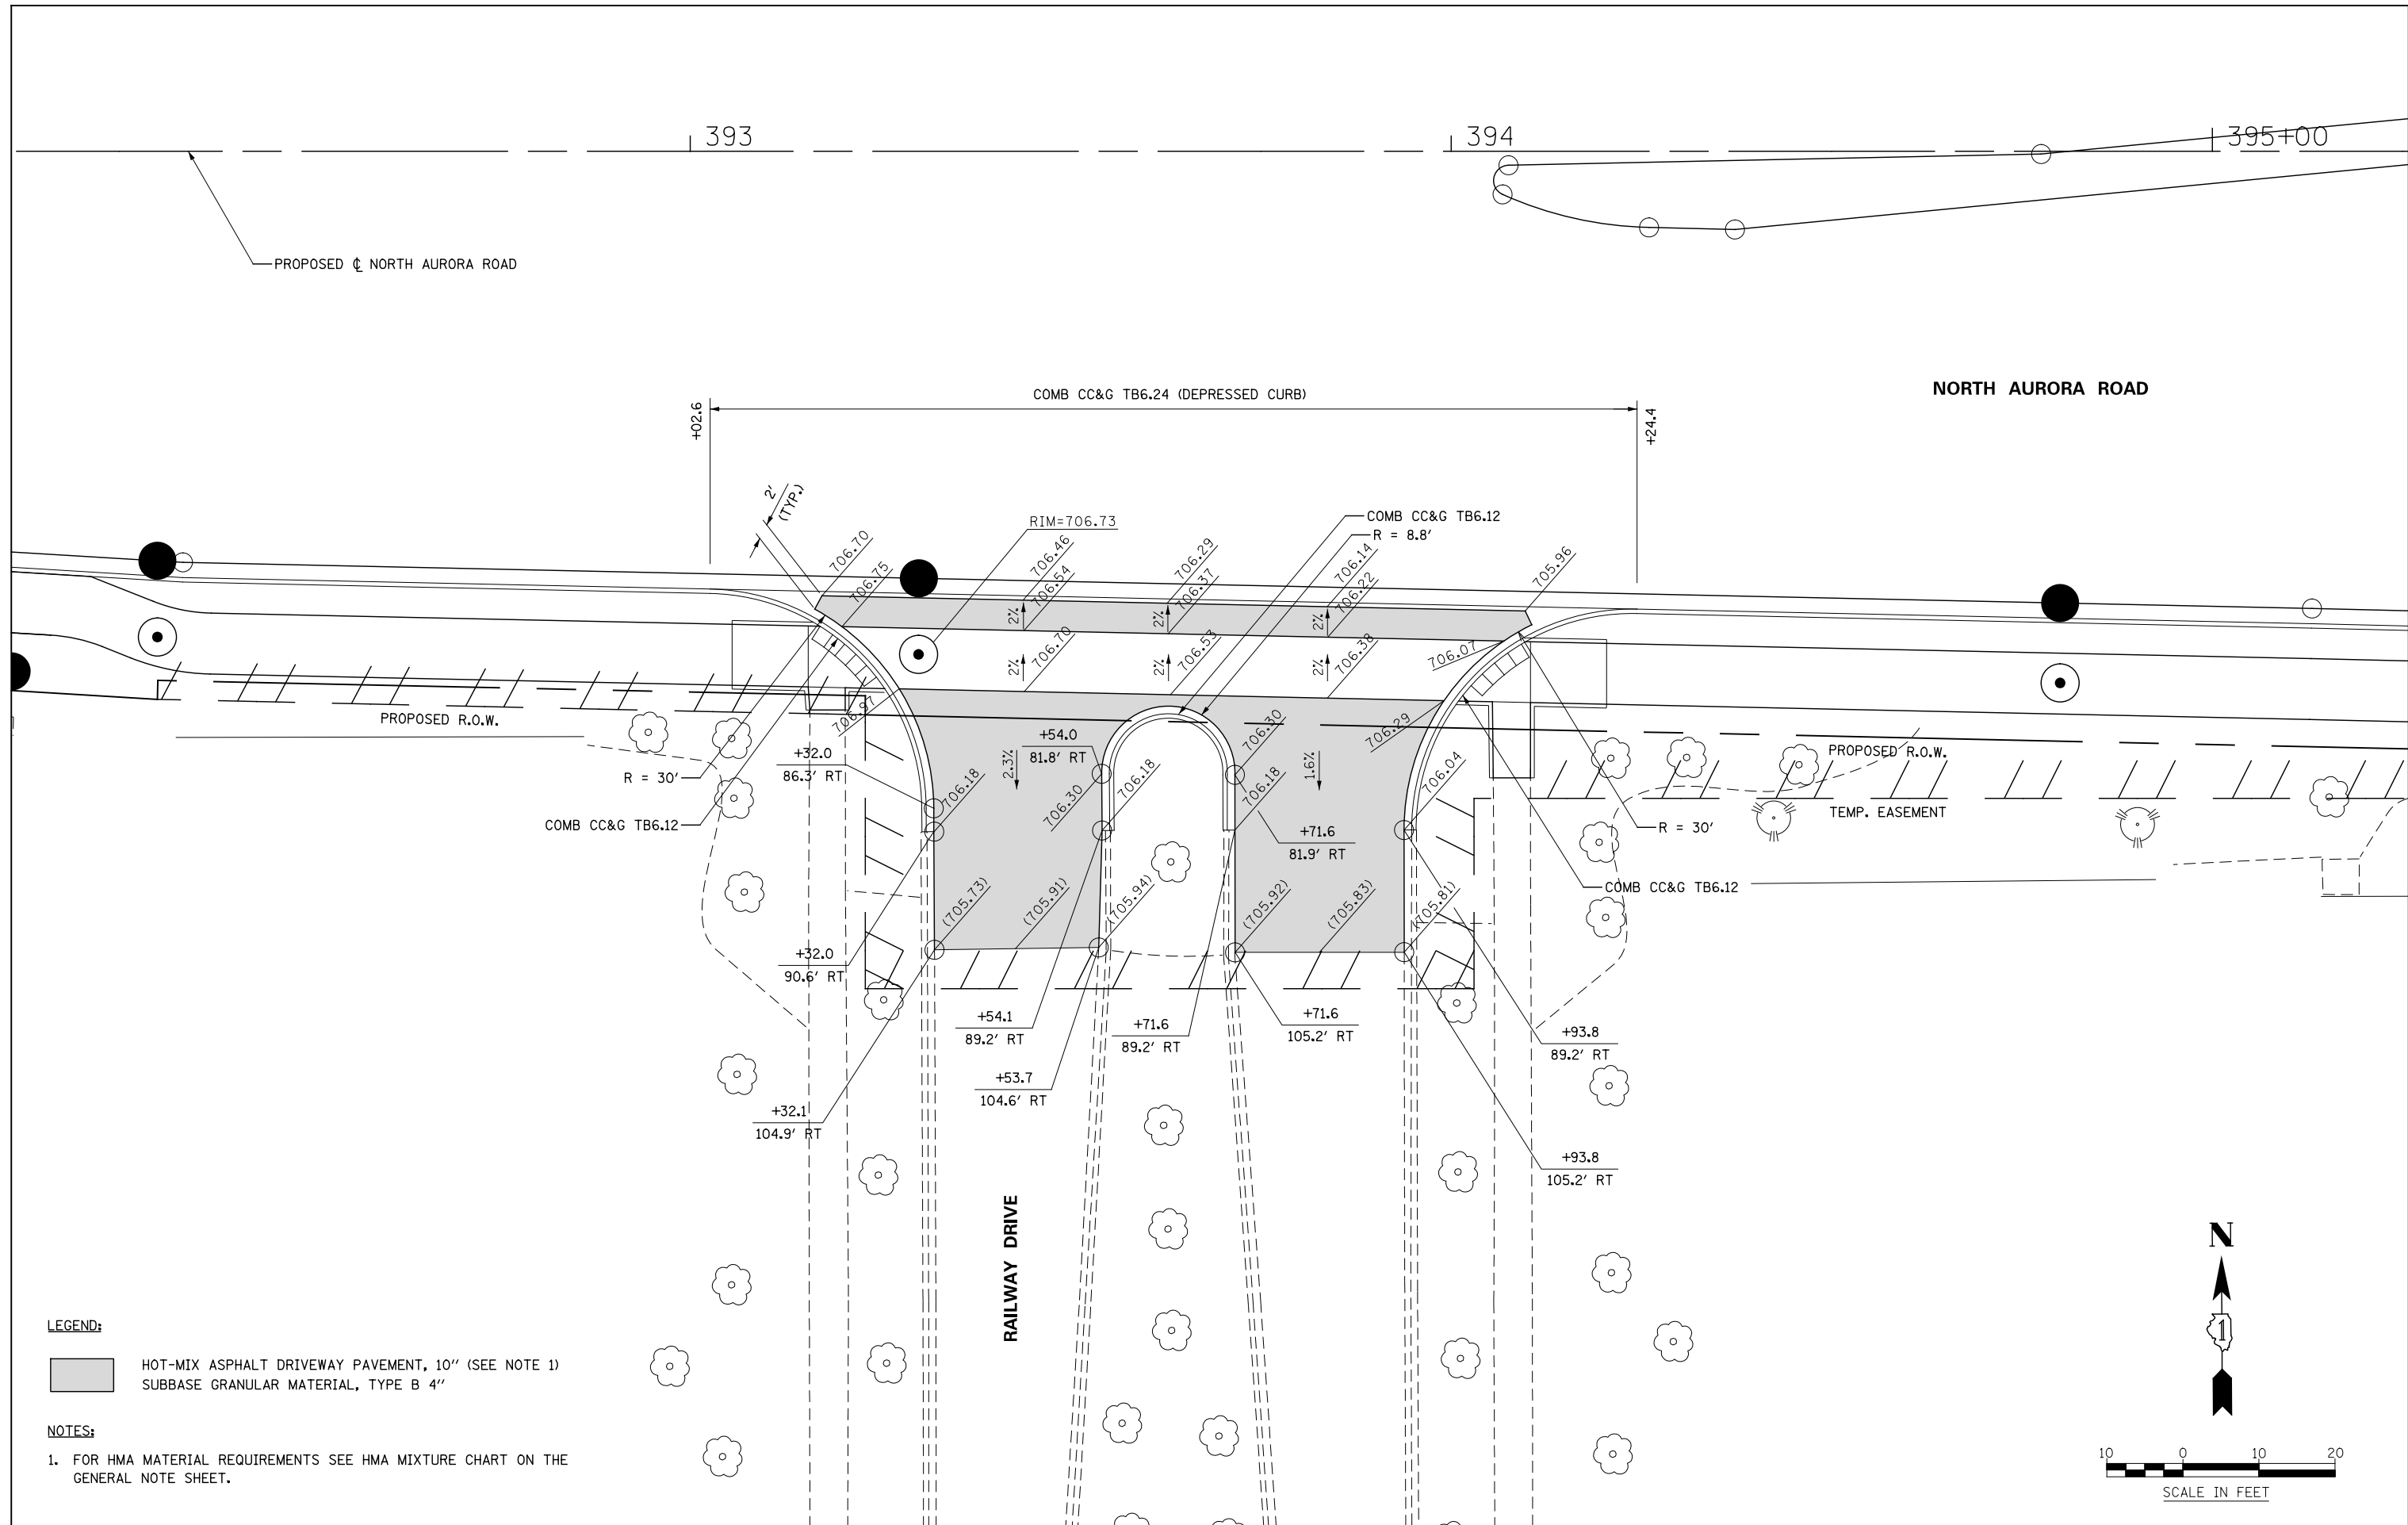 393
394
395+00
PROPOSED ℄ NORTH AURORA ROAD
NORTH AURORA ROAD
COMB CC&G TB6.24 (DEPRESSED CURB)
+02.6
+24.4
2'
(TYP.)
RIM=706.73
COMB CC&G TB6.12
R = 8.8'
706.70
706.75
706.46
706.54
706.29
706.37
706.14
706.22
705.96
2%
2%
2%
706.70
706.53
706.38
706.07
2%
2%
2%
706.97
706.29
PROPOSED R.O.W.
PROPOSED R.O.W.
+54.0
81.8' RT
706.30
+32.0
86.3' RT
R = 30'
2.3%
1.6%
706.18
706.30
706.18
706.18
706.04
COMB CC&G TB6.12
TEMP. EASEMENT
R = 30'
+71.6
81.9' RT
COMB CC&G TB6.12
(705.73)
(705.91)
(705.94)
(705.92)
(705.83)
(705.81)
+32.0
90.6' RT
+54.1
89.2' RT
+71.6
89.2' RT
+71.6
105.2' RT
+93.8
89.2' RT
+53.7
104.6' RT
+32.1
104.9' RT
+93.8
105.2' RT
RAILWAY DRIVE
N
1
LEGEND:
HOT-MIX ASPHALT DRIVEWAY PAVEMENT, 10" (SEE NOTE 1)
SUBBASE GRANULAR MATERIAL, TYPE B 4"
NOTES:
1. FOR HMA MATERIAL REQUIREMENTS SEE HMA MIXTURE CHART ON THE
GENERAL NOTE SHEET.
10 0 10 20
SCALE IN FEET